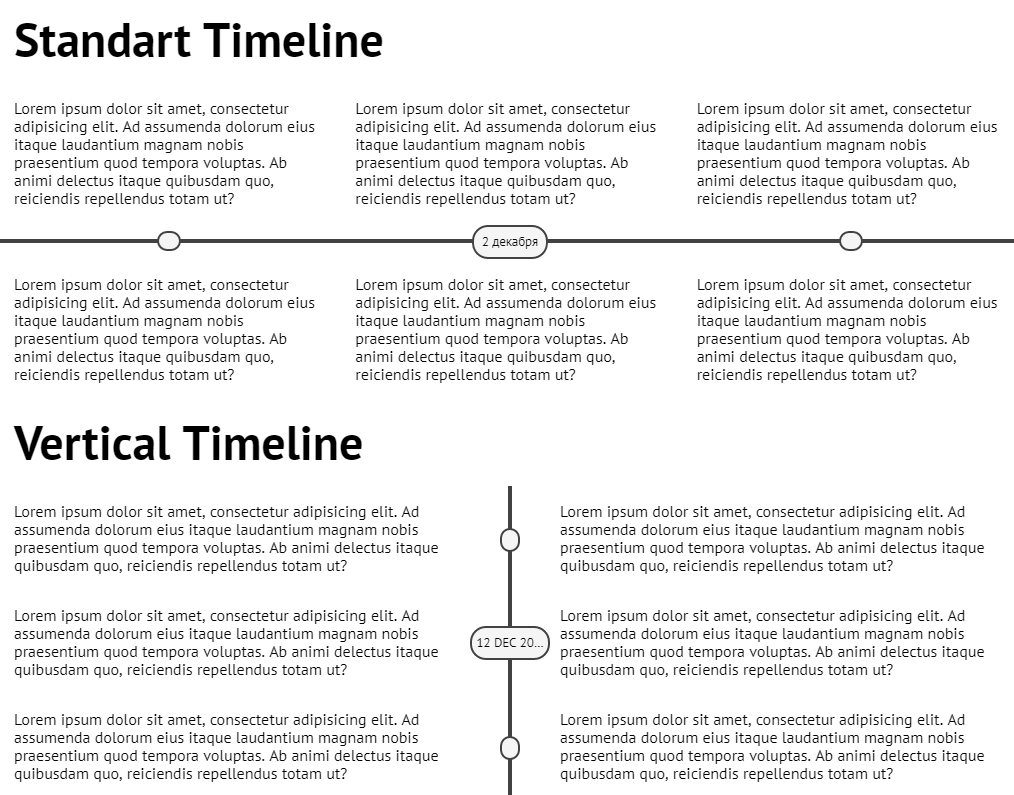 Standart Timeline
Lorem ipsum dolor sit amet, consectetur
adipisicing elit. Ad assumenda dolorum eius
itaque laudantium magnam nobis
praesentium quod tempora voluptas. Ab
animi delectus itaque quibusdam quo,
reiciendis repellendus totam ut?
Lorem ipsum dolor sit amet, consectetur
adipisicing elit. Ad assumenda dolorum eius
itaque laudantium magnam nobis
praesentium quod tempora voluptas. Ab
animi delectus itaque quibusdam quo,
reiciendis repellendus totam ut?
Lorem ipsum dolor sit amet, consectetur
adipisicing elit. Ad assumenda dolorum eius
itaque laudantium magnam nobis
praesentium quod tempora voluptas. Ab
animi delectus itaque quibusdam quo,
reiciendis repellendus totam ut?
2 декабря
Lorem ipsum dolor sit amet, consectetur
adipisicing elit. Ad assumenda dolorum eius
itaque laudantium magnam nobis
praesentium quod tempora voluptas. Ab
animi delectus itaque quibusdam quo,
reiciendis repellendus totam ut?
Lorem ipsum dolor sit amet, consectetur
adipisicing elit. Ad assumenda dolorum eius
itaque laudantium magnam nobis
praesentium quod tempora voluptas. Ab
animi delectus itaque quibusdam quo,
reiciendis repellendus totam ut?
Lorem ipsum dolor sit amet, consectetur
adipisicing elit. Ad assumenda dolorum eius
itaque laudantium magnam nobis
praesentium quod tempora voluptas. Ab
animi delectus itaque quibusdam quo,
reiciendis repellendus totam ut?
Vertical Timeline
Lorem ipsum dolor sit amet, consectetur adipisicing elit. Ad
assumenda dolorum eius itaque laudantium magnam nobis
praesentium quod tempora voluptas. Ab animi delectus itaque
quibusdam quo, reiciendis repellendus totam ut?
Lorem ipsum dolor sit amet, consectetur adipisicing elit. Ad
assumenda dolorum eius itaque laudantium magnam nobis
praesentium quod tempora voluptas. Ab animi delectus itaque
quibusdam quo, reiciendis repellendus totam ut?
Lorem ipsum dolor sit amet, consectetur adipisicing elit. Ad
assumenda dolorum eius itaque laudantium magnam nobis
praesentium quod tempora voluptas. Ab animi delectus itaque
quibusdam quo, reiciendis repellendus totam ut?
12 DEC 20...
Lorem ipsum dolor sit amet, consectetur adipisicing elit. Ad
assumenda dolorum eius itaque laudantium magnam nobis
praesentium quod tempora voluptas. Ab animi delectus itaque
quibusdam quo, reiciendis repellendus totam ut?
Lorem ipsum dolor sit amet, consectetur adipisicing elit. Ad
assumenda dolorum eius itaque laudantium magnam nobis
praesentium quod tempora voluptas. Ab animi delectus itaque
quibusdam quo, reiciendis repellendus totam ut?
Lorem ipsum dolor sit amet, consectetur adipisicing elit. Ad
assumenda dolorum eius itaque laudantium magnam nobis
praesentium quod tempora voluptas. Ab animi delectus itaque
quibusdam quo, reiciendis repellendus totam ut?